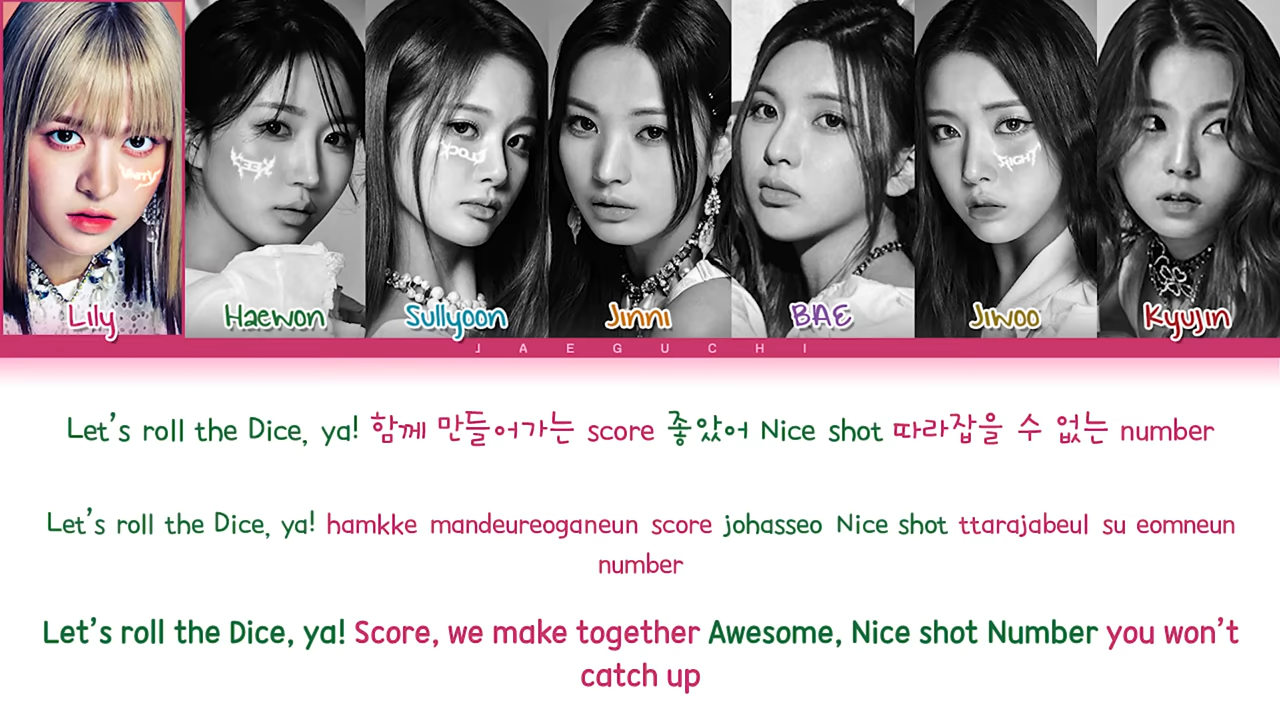 VANITY
Lily Haewon Sullyoon Jinni BAE Jiwoo Kyujin
JAEGUCHI
Let's roll the Dice, ya! 함께 만들어가는 score 좋았어 Nice shot 따라잡을 수 없는 number
Let's roll the Dice, ya! hamkke mandeureoganeun score johasseo Nice shot ttarajabeul su eomneun
number
Let's roll the Dice, ya! Score, we make together Awesome, Nice shot Number you won't
catch up